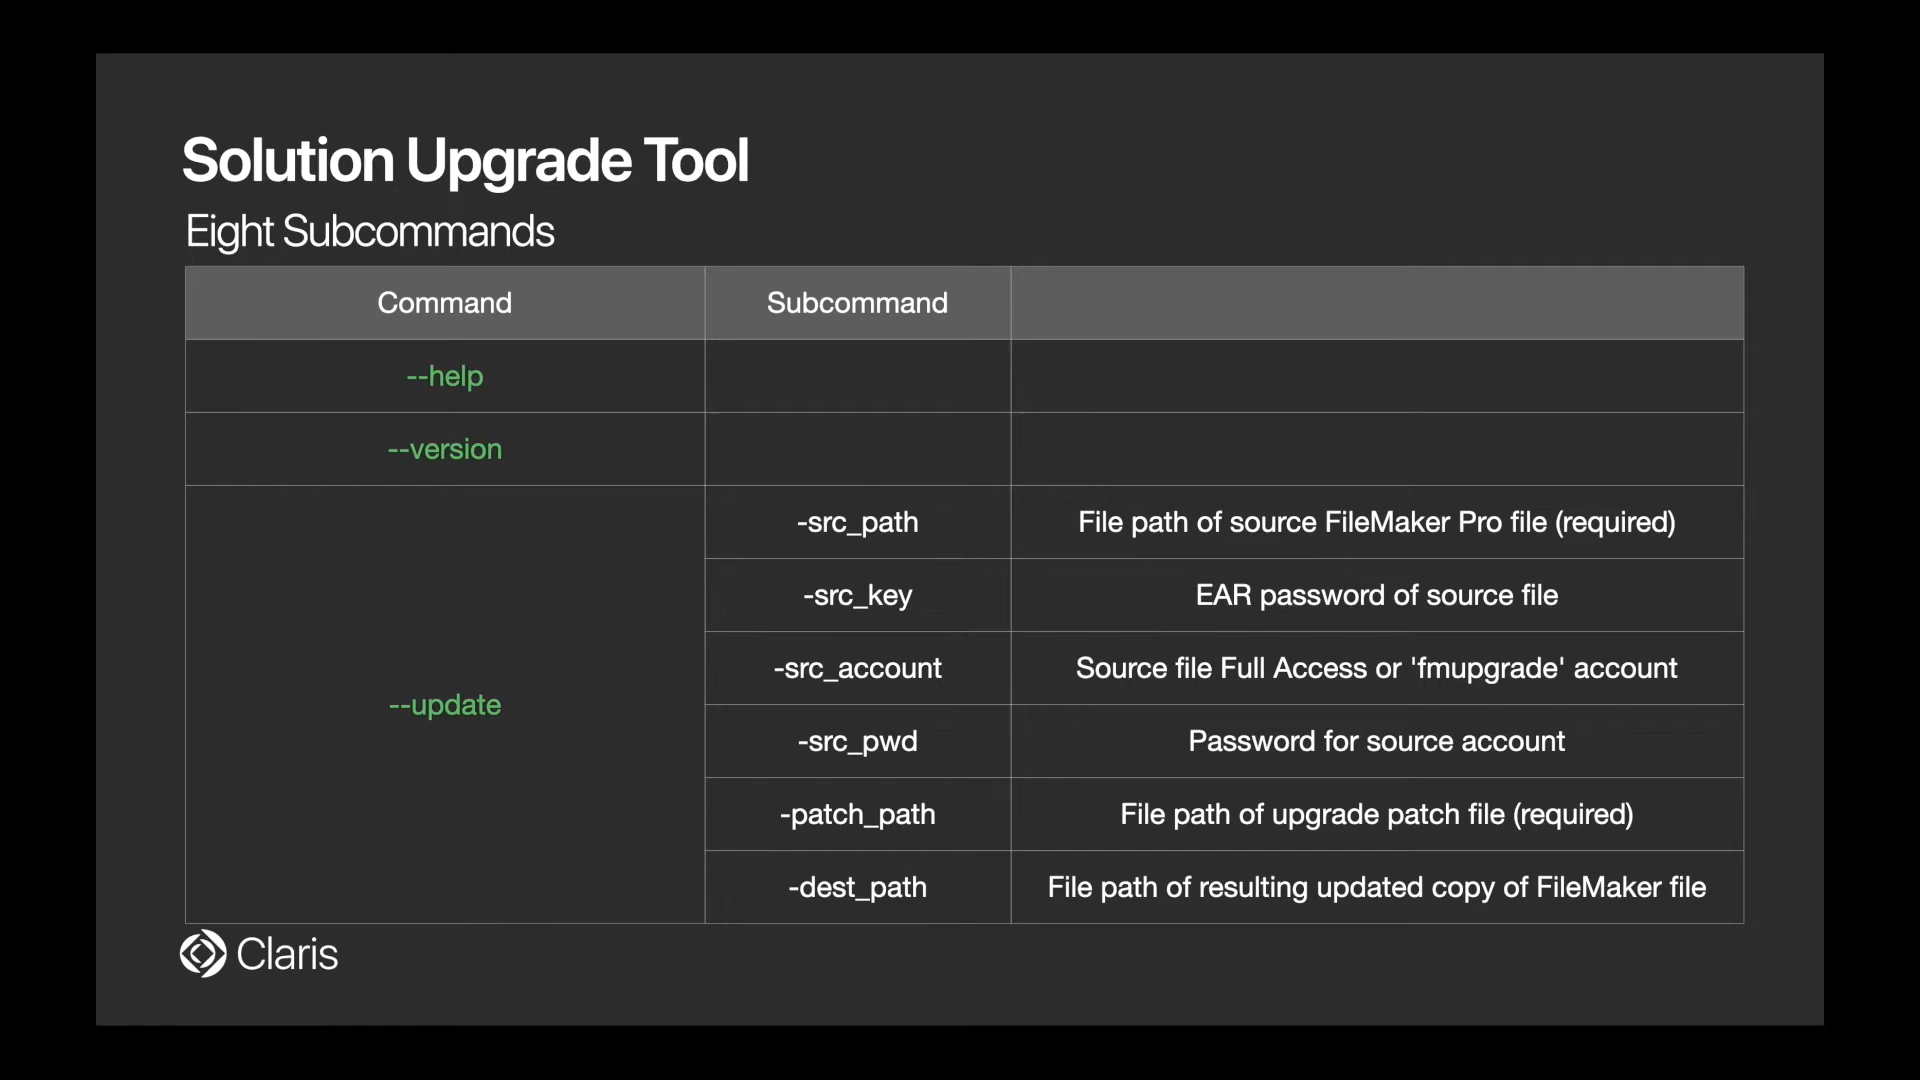 Solution Upgrade Tool
Eight Subcommands
Command Subcommand
--help
--version
--update
-src_path File path of source FileMaker Pro file (required)
-src_key EAR password of source file
-src_account Source file Full Access or 'fmupgrade' account
-src_pwd Password for source account
-patch_path File path of upgrade patch file (required)
-dest_path File path of resulting updated copy of FileMaker file
Claris